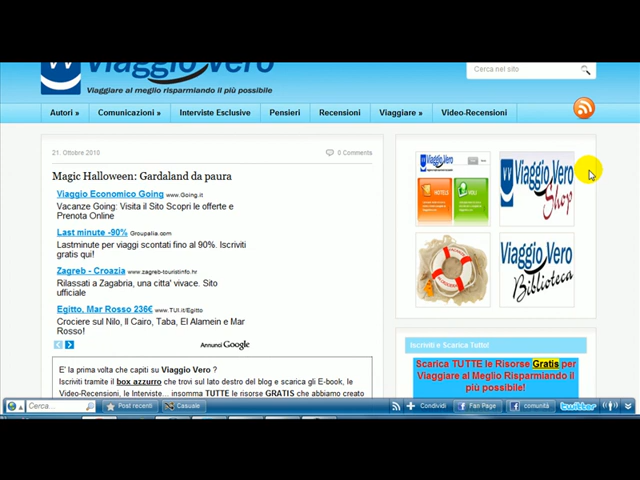 Viaggio Vero
Viaggiare al meglio risparmiando il più possibile!
Cerca nel sito
Autori »
Comunicazioni »
Interviste Esclusive
Pensieri
Recensioni
Viaggiare »
Video-Recensioni
21. Ottobre 2010
0 Comments
Magic Halloween: Gardaland da paura
Viaggio Economico Going www.Going.it
Vacanze Going: Visita il Sito Scopri le offerte e
Prenota Online
Last minute -90% Groupalia.com
Lastminute per viaggi scontati fino al 90%. Iscriviti
gratis qui!
Zagreb - Croazia www.zagreb-touristinfo.hr
Rilassati a Zagabria, una citta' vivace. Sito
ufficiale
Egitto, Mar Rosso 236€ www.TUI.it/Egitto
Crociere sul Nilo, Il Cairo, Taba, El Alamein e Mar
Rosso!
Annunci Google
E' la prima volta che capiti su Viaggio Vero ?
Iscriviti tramite il box azzurro che trovi sul lato destro del blog e scarica gli E-book, le
Video-Recensioni, le Interviste... insomma TUTTE le risorse GRATIS che abbiamo creato
Viaggio Vero
HOTELS
VOLI
Viaggio Vero
Shop
Viaggio Vero
Biblioteca
Iscriviti e Scarica Tutto!
Scarica TUTTE le Risorse Gratis per
Viaggiare al Meglio Risparmiando il
più possibile!
Cerca...
Post recenti
Casuale
Condividi
Fan Page
comunità
twitter